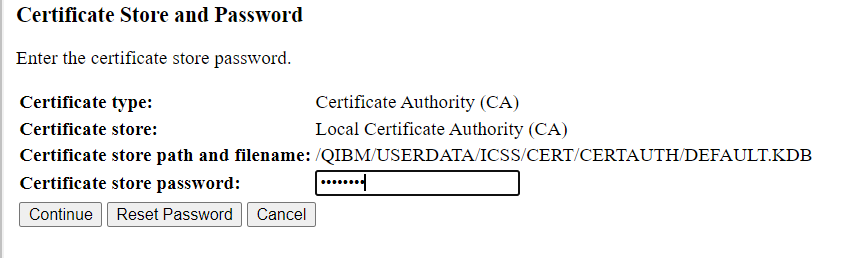 Certificate Store and Password
Enter the certificate store password.
Certificate type: Certificate Authority (CA)
Certificate store: Local Certificate Authority (CA)
Certificate store path and filename: /QIBM/USERDATA/ICSS/CERT/CERTAUTH/DEFAULT.KDB
Certificate store password: ••••••••
Continue Reset Password Cancel